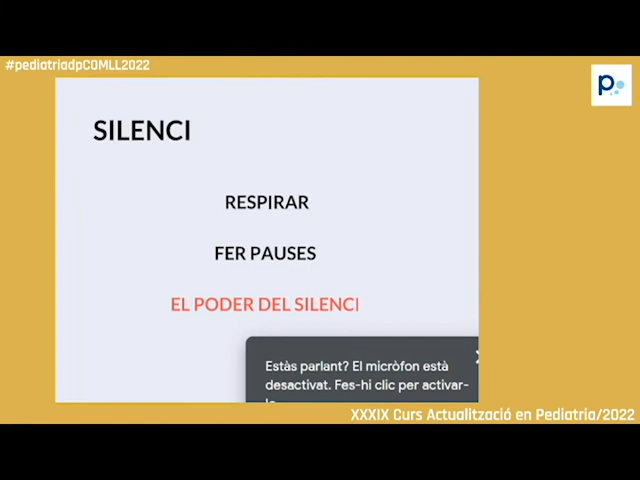 #pediatriadpCOMLL2022
p
SILENCI
RESPIRAR
FER PAUSES
EL PODER DEL SILENCI
Estàs parlant? El micròfon està
desactivat. Fes-hi clic per activar-
XXXIX Curs Actualització en Pediatria/2022